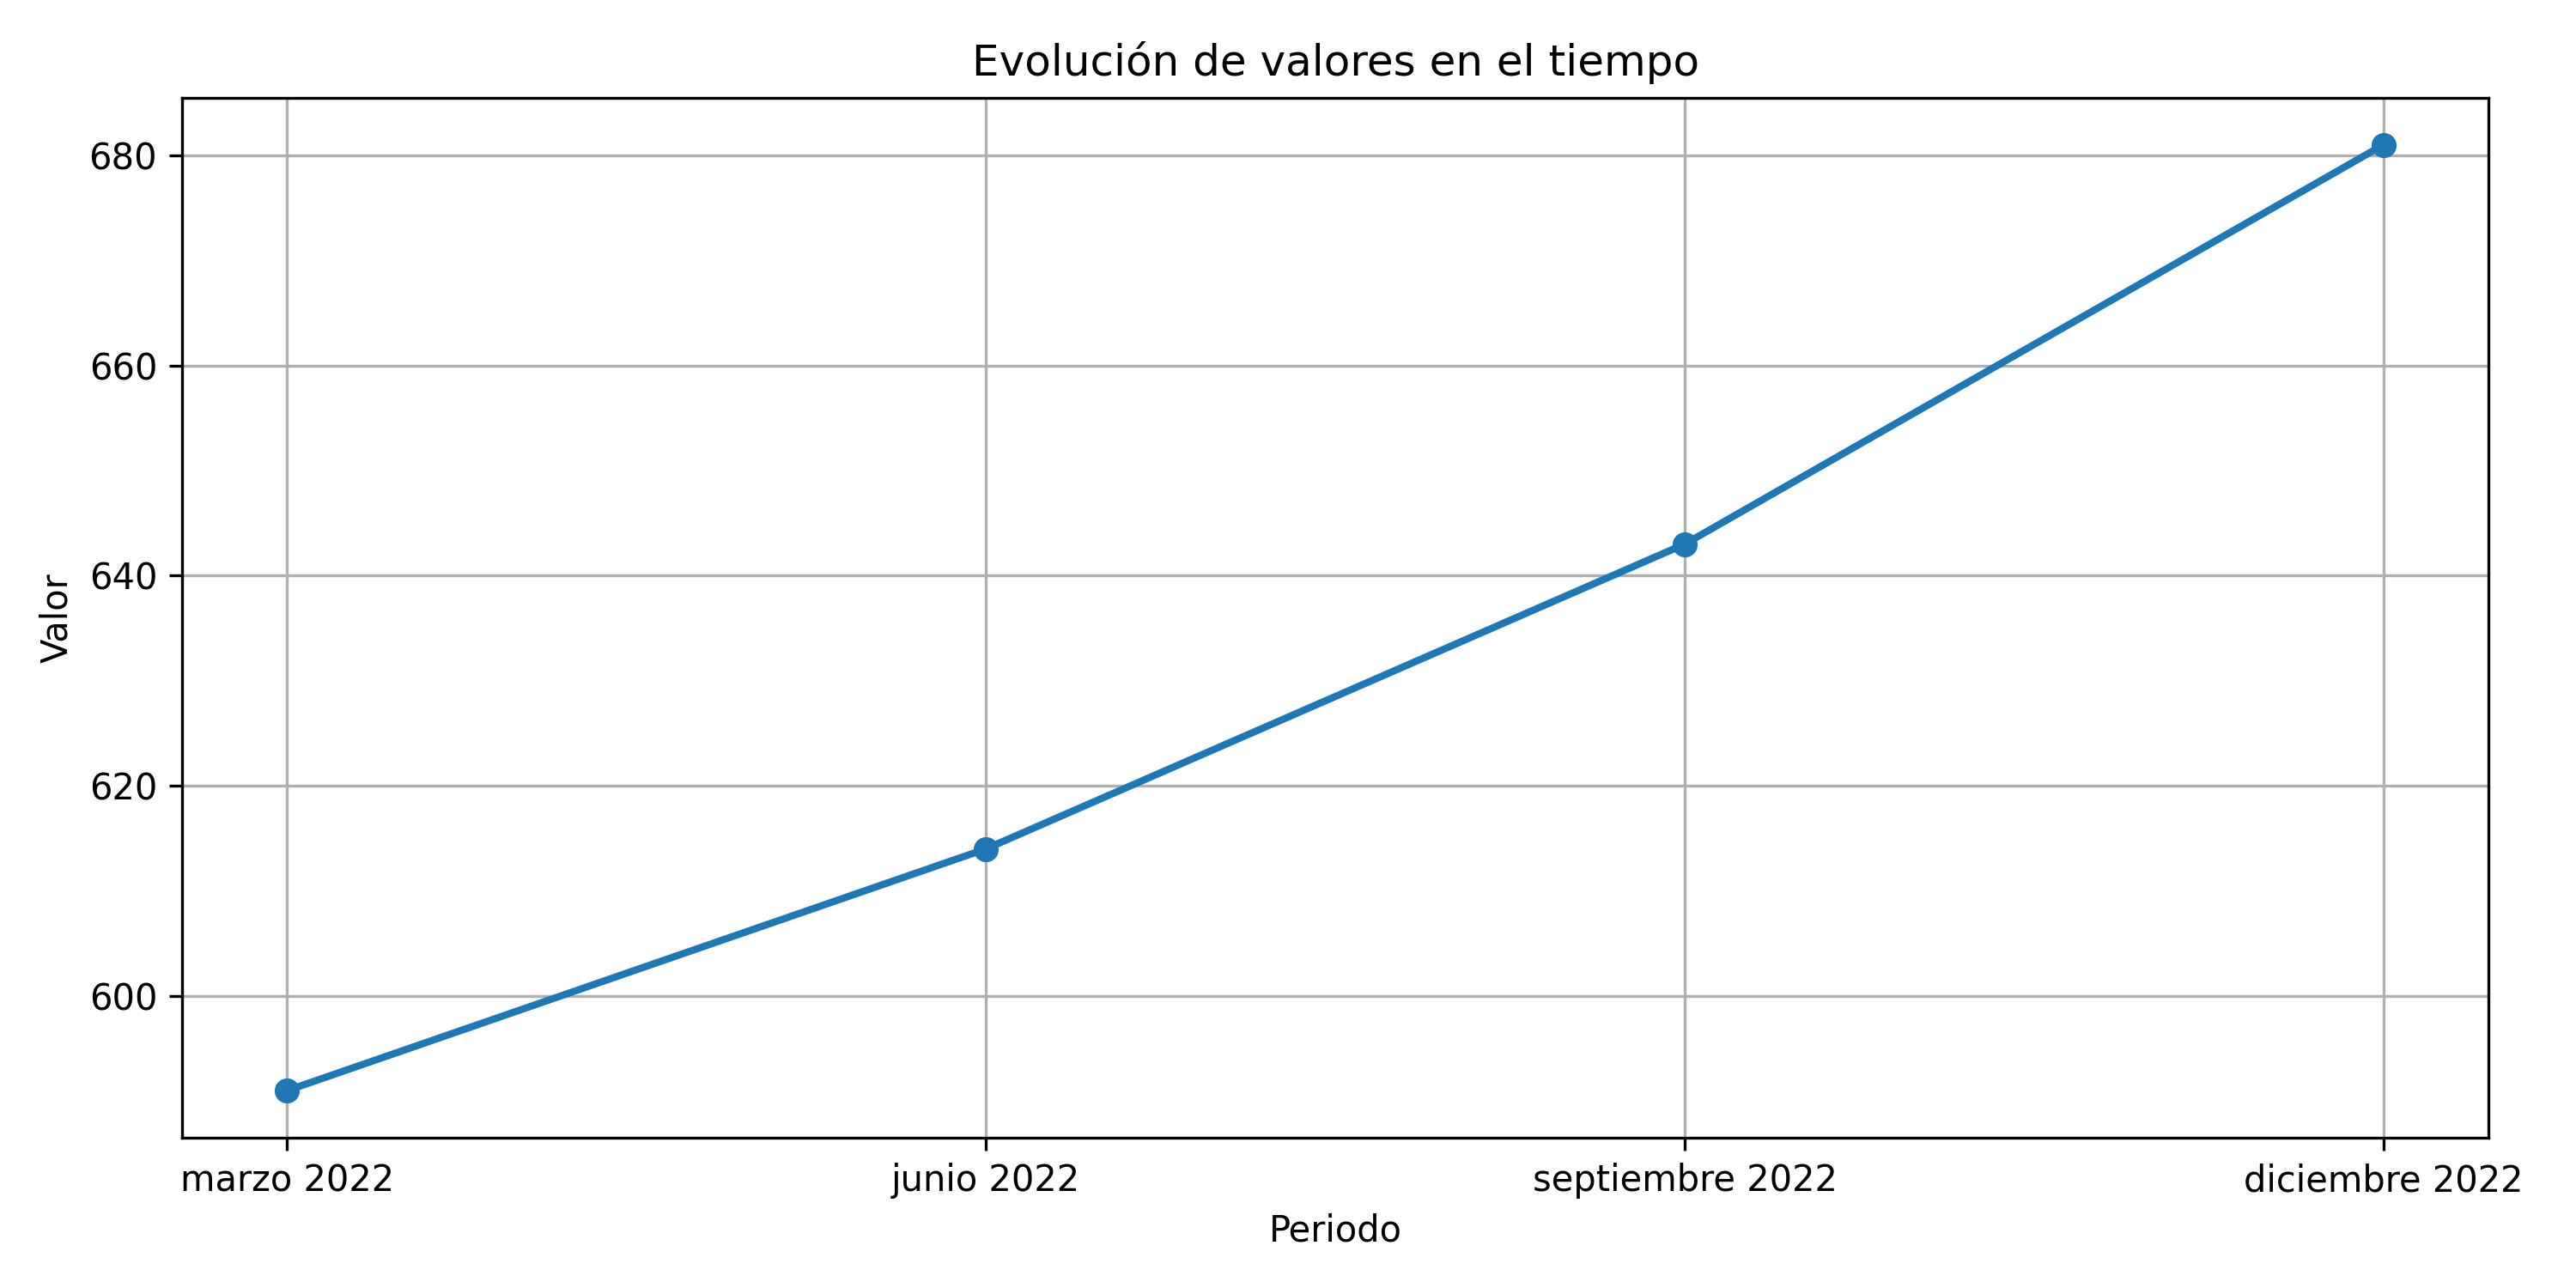 Evolución de valores en el tiempo
680
660
640
620
600
Valor
marzo 2022
junio 2022
septiembre 2022
diciembre 2022
Periodo